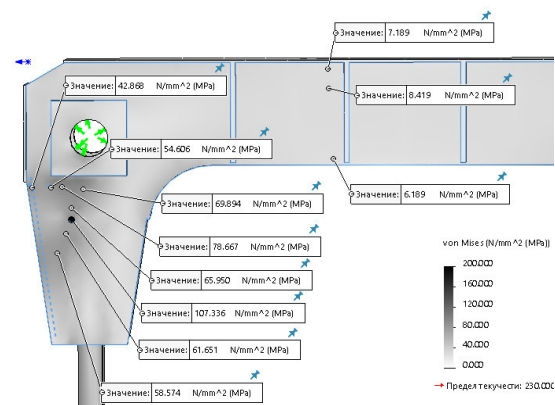 Значение: 7.189 N/mm^2 (MPa)
Значение: 42.868 N/mm^2 (MPa)
Значение: 8.419 N/mm^2 (MPa)
Значение: 54.606 N/mm^2 (MPa)
Значение: 6.189 N/mm^2 (MPa)
Значение: 69.894 N/mm^2 (MPa)
Значение: 78.667 N/mm^2 (MPa)
Значение: 65.950 N/mm^2 (MPa)
Значение: 107.336 N/mm^2 (MPa)
Значение: 61.651 N/mm^2 (MPa)
Значение: 58.574 N/mm^2 (MPa)
von Mises (N/mm^2 (MPa))
200.000
160.000
120.000
80.000
40.000
0.000
Предел текучести: 230.000